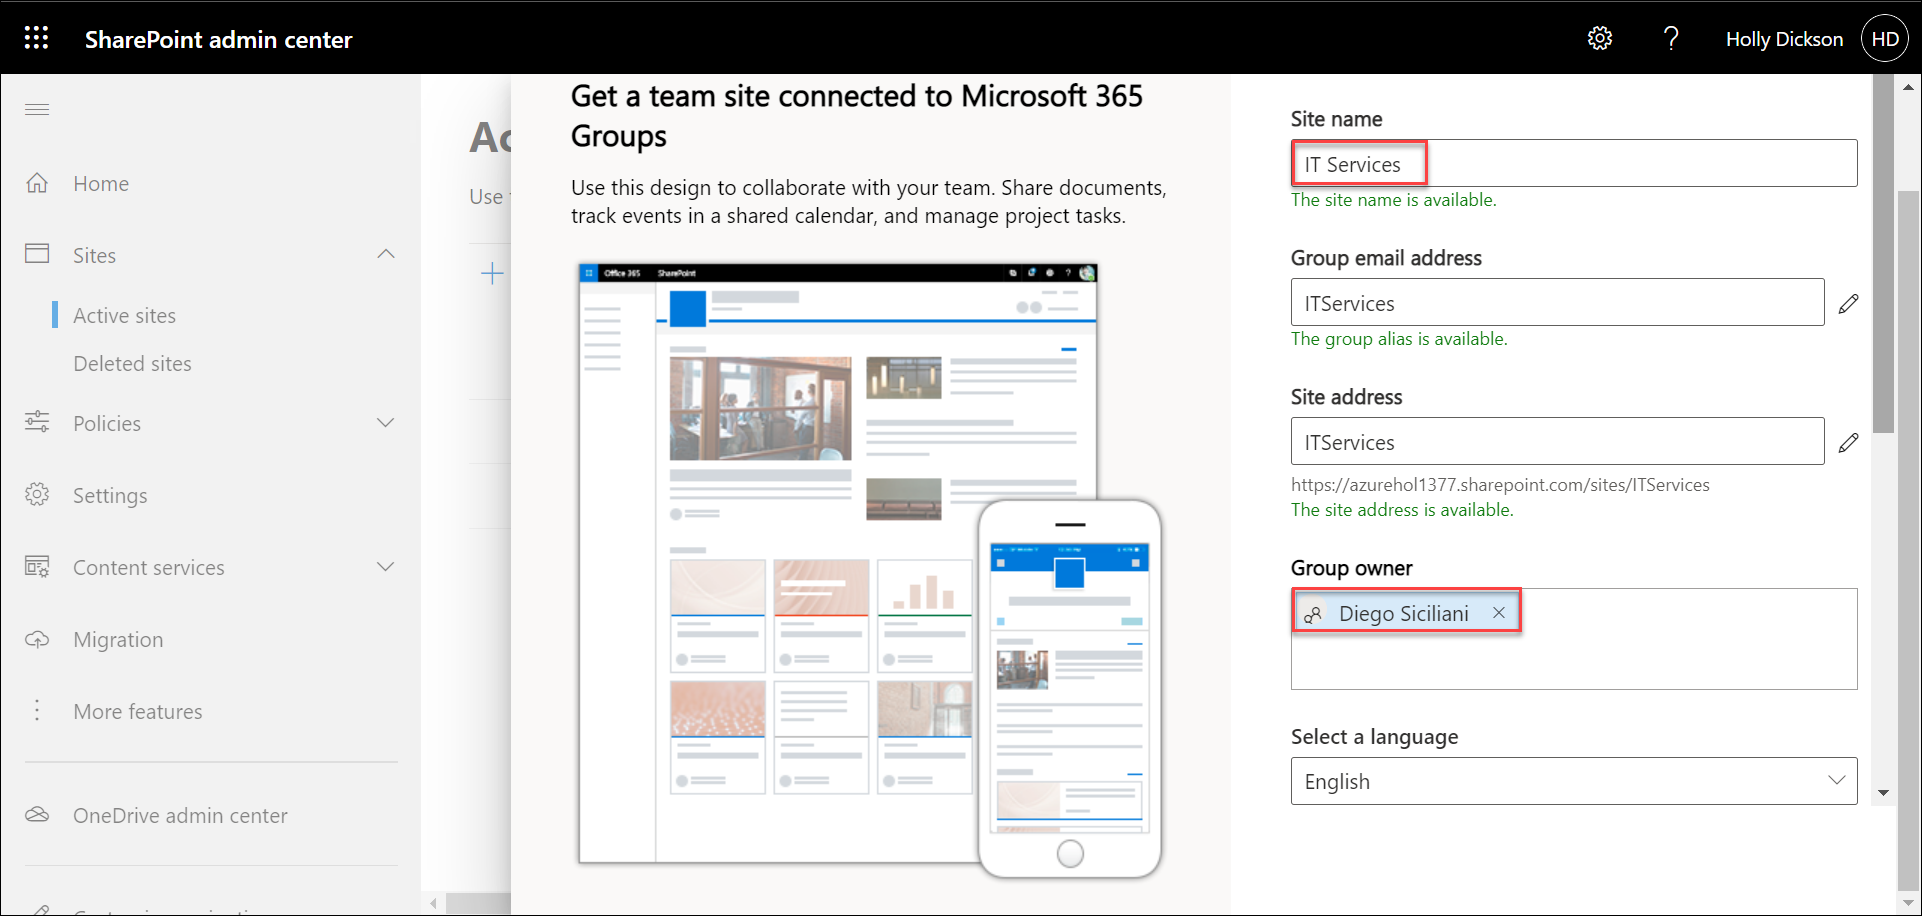 SharePoint admin center
?
Holly Dickson
HD
Home
Sites
Active sites
Deleted sites
Policies
Settings
Content services
Migration
More features
OneDrive admin center
Ac
Use
Get a team site connected to Microsoft 365
Groups
Use this design to collaborate with your team. Share documents,
track events in a shared calendar, and manage project tasks.
Office 365 SharePoint
?
Site name
IT Services
The site name is available.
Group email address
ITServices
The group alias is available.
Site address
ITServices
https://azurehol1377.sharepoint.com/sites/ITServices
The site address is available.
Group owner
Diego Siciliani
Select a language
English